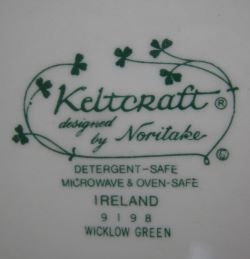 Keltcraft ®
designed
by Noritake
©
DETERGENT-SAFE
MICROWAVE & OVEN-SAFE
IRELAND
9198
WICKLOW GREEN